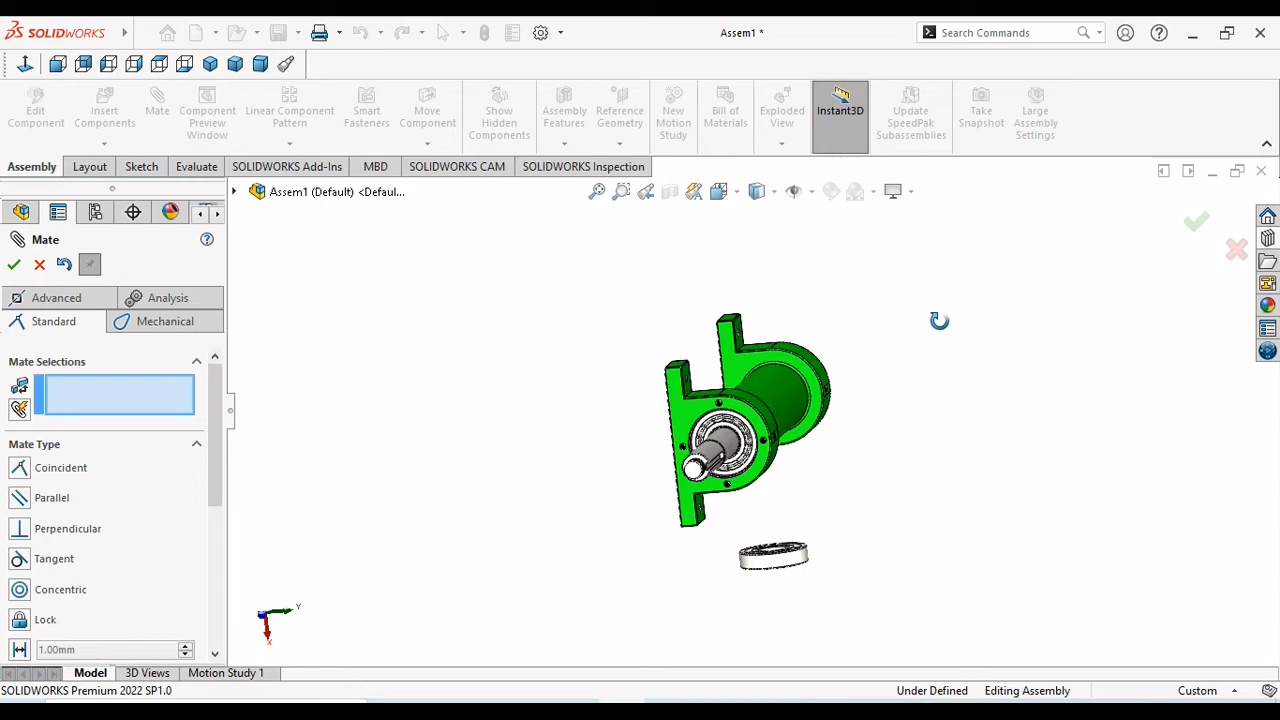 SOLIDWORKS
Assem1 *
Search Commands
Edit Component
Insert Components
Mate
Component Preview Window
Linear Component Pattern
Smart Fasteners
Move Component
Show Hidden Components
Assembly Features
Reference Geometry
New Motion Study
Bill of Materials
Exploded View
Instant3D
Update SpeedPak Subassemblies
Take Snapshot
Large Assembly Settings
Assembly Layout Sketch Evaluate SOLIDWORKS Add-Ins MBD SOLIDWORKS CAM SOLIDWORKS Inspection
Assem1 (Default) <Defaul...
Mate
Advanced Analysis
Standard Mechanical
Mate Selections
Mate Type
Coincident
Parallel
Perpendicular
Tangent
Concentric
Lock
1.00mm
Y
X
Model 3D Views Motion Study 1
SOLIDWORKS Premium 2022 SP1.0 Under Defined Editing Assembly Custom